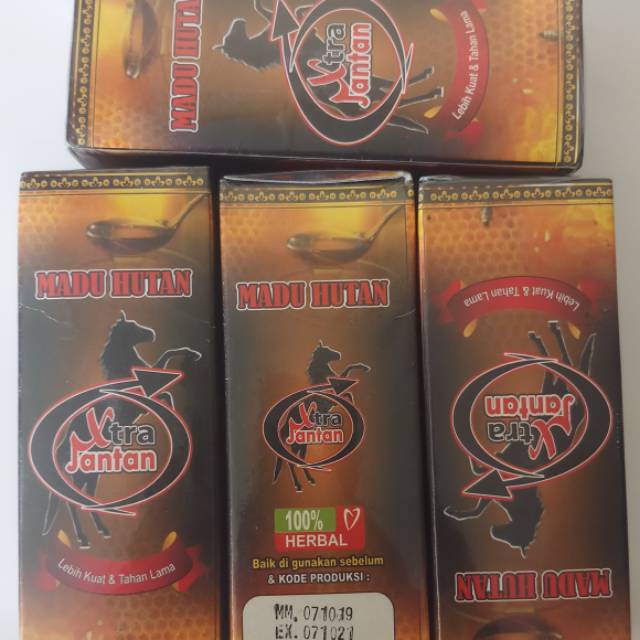 MADU HUTAN
Xtra
Jantan
Lebih Kuat & Tahan Lama
MADU HUTAN
Xtra
Jantan
Lebih Kuat & Tahan Lama
MADU HUTAN
Xtra
Jantan
100%
HERBAL
Baik di gunakan sebelum
& KODE PRODUKSI :
MM. 071019
EX. 071021
MADU HUTAN
Xtra
Jantan
Lebih Kuat & Tahan Lama